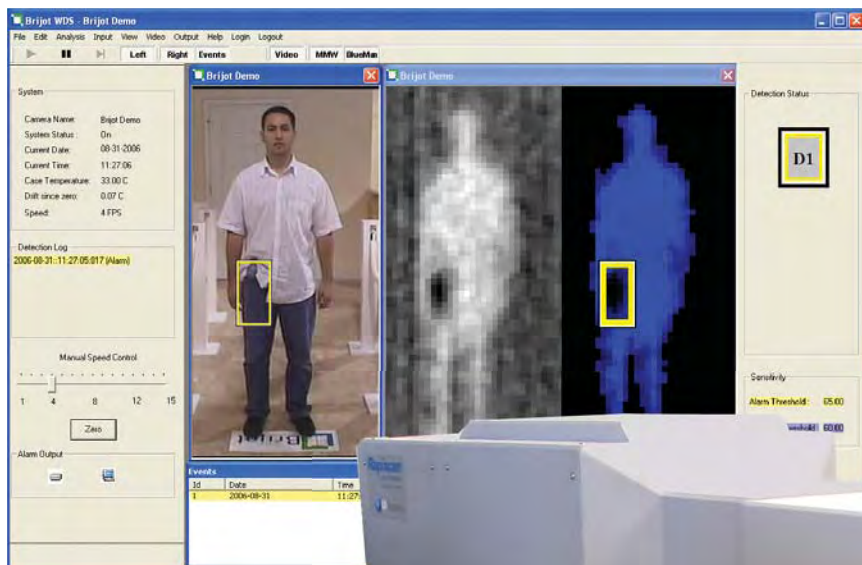 Brijot WDS - Brijot Demo
File Edit Analysis Input View Video Output Help Login Logout
Left Right Events Video MMW BlueMan
System
Camera Name: Brijot Demo
System Status : On
Current Date: 08-31-2006
Current Time: 11:27:06
Case Temperature: 33.00 C
Drift since zero: 0.07 C
Speed: 4 FPS
Detection Log
2006-08-31::11:27:05:817 (Alarm)
Manual Speed Control
1 4 8 12 15
Zero
Alarm Output
Brijot Demo
Brijot
Events
Id Date Time
1 2006-08-31 11:27:
Brijot Demo
Detection Status
D1
Sensitivity
Alarm Threshold : 65.00
60.00
Rapiscan